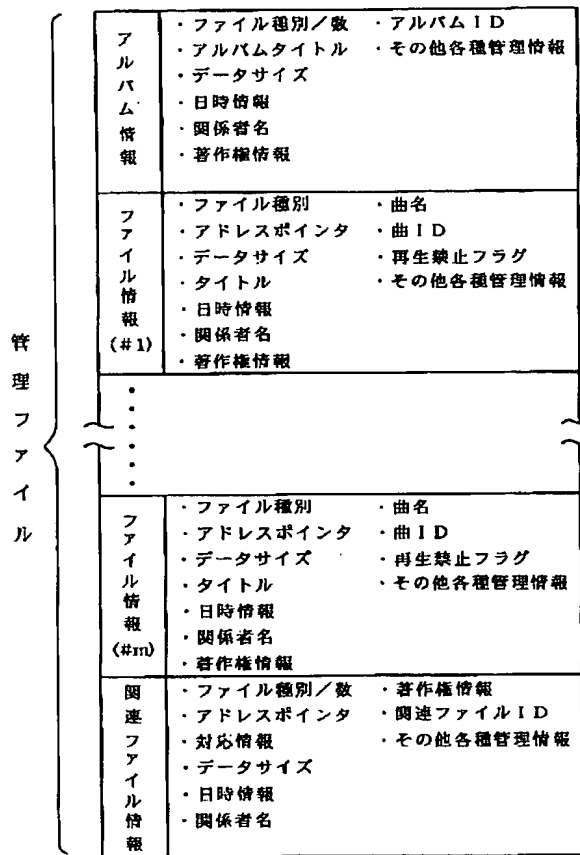 管理ファイル
アルバム情報
・ファイル種別／数 ・アルバムＩＤ
・アルバムタイトル ・その他各種管理情報
・データサイズ
・日時情報
・関係者名
・著作権情報
ファイル情報(#1)
・ファイル種別 ・曲名
・アドレスポインタ ・曲ＩＤ
・データサイズ ・再生禁止フラグ
・タイトル ・その他各種管理情報
・日時情報
・関係者名
・著作権情報
ファイル情報(#m)
・ファイル種別 ・曲名
・アドレスポインタ ・曲ＩＤ
・データサイズ ・再生禁止フラグ
・タイトル ・その他各種管理情報
・日時情報
・関係者名
・著作権情報
関連ファイル情報
・ファイル種別／数 ・著作権情報
・アドレスポインタ ・関連ファイルＩＤ
・対応情報 ・その他各種管理情報
・データサイズ
・日時情報
・関係者名